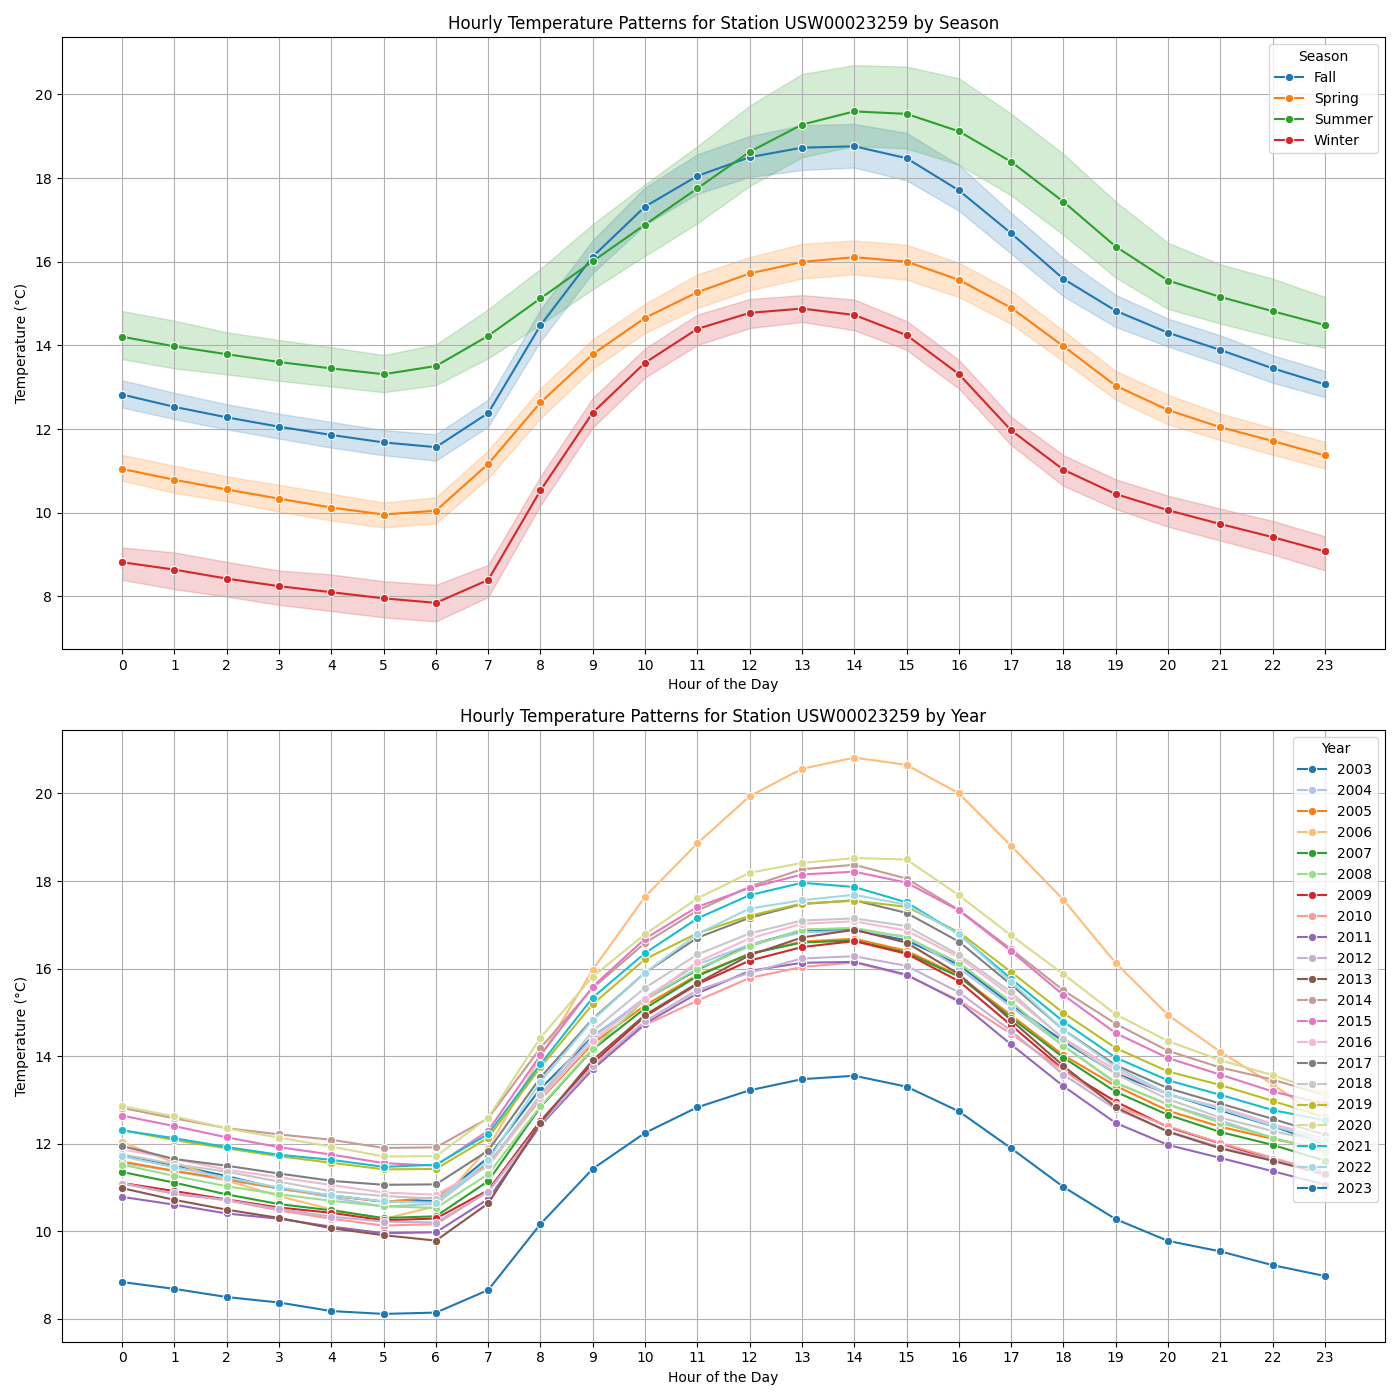 Hourly Temperature Patterns for Station USW00023259 by Season
Season
Fall
Spring
Summer
Winter
20
18
16
14
12
10
8
Temperature (°C)
0 1 2 3 4 5 6 7 8 9 10 11 12 13 14 15 16 17 18 19 20 21 22 23
Hour of the Day
Hourly Temperature Patterns for Station USW00023259 by Year
Year
2003
2004
2005
2006
2007
2008
2009
2010
2011
2012
2013
2014
2015
2016
2017
2018
2019
2020
2021
2022
2023
20
18
16
14
12
10
8
Temperature (°C)
0 1 2 3 4 5 6 7 8 9 10 11 12 13 14 15 16 17 18 19 20 21 22 23
Hour of the Day